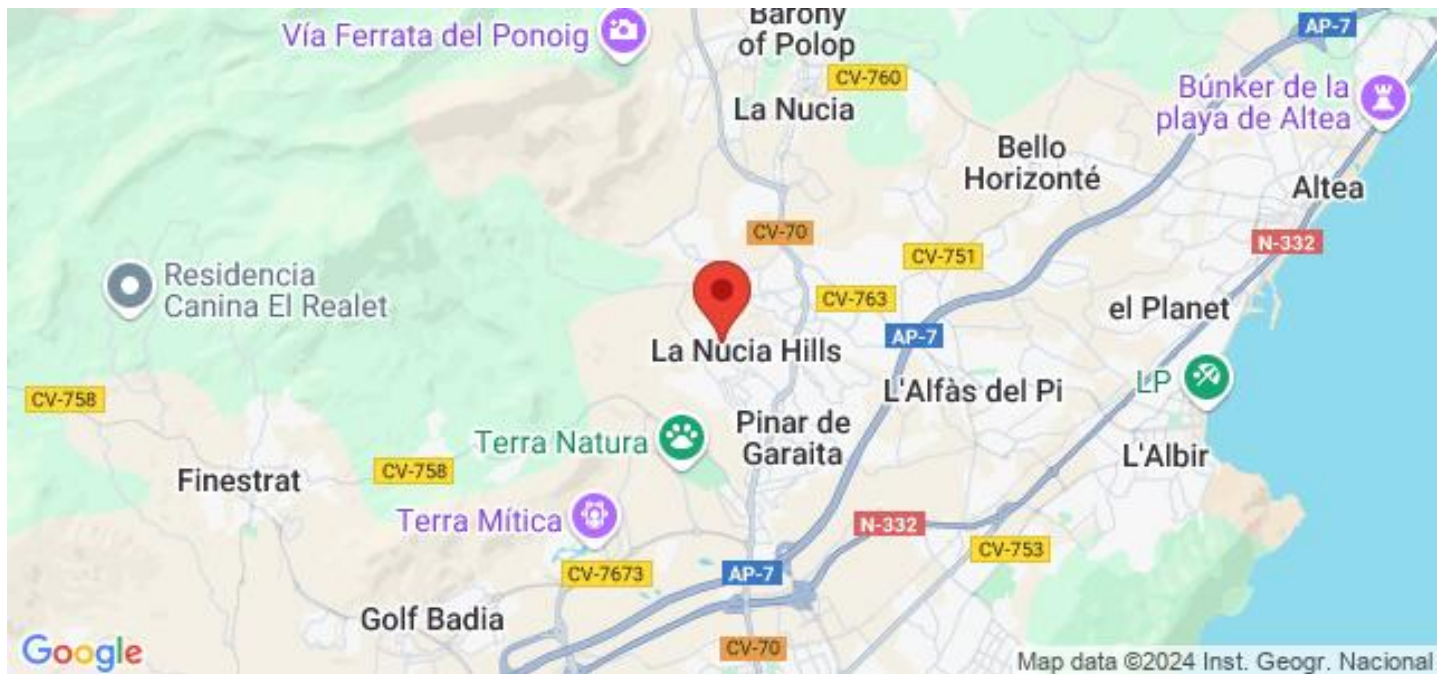 Barony
of Polop
Vía Ferrata del Ponoig
AP-7
CV-760
La Nucia
Búnker de la
playa de Altea
Bello
Horizonté
Altea
CV-70
N-332
CV-751
Residencia
Canina El Realet
CV-763
el Planet
AP-7
La Nucia Hills
LP
L'Alfàs del Pi
CV-758
Pinar de
Garaita
Terra Natura
L'Albir
CV-758
Finestrat
Terra Mítica
N-332
CV-753
CV-7673
AP-7
Golf Badia
CV-70
Google
Map data ©2024 Inst. Geogr. Nacional